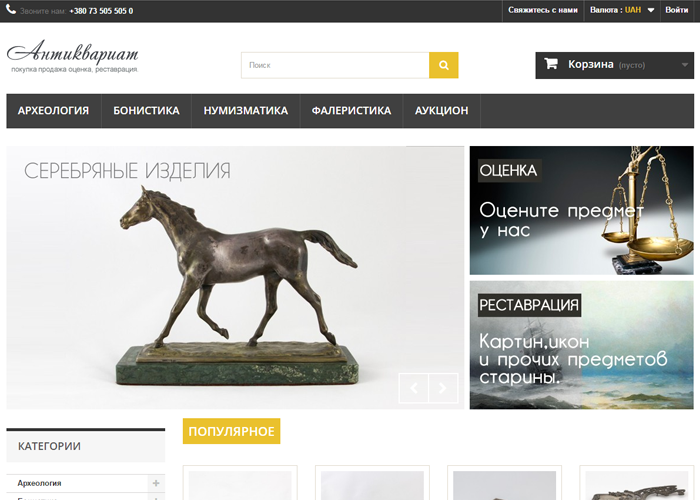 Звоните нам: +380 73 505 505 0
Свяжитесь с нами
Валюта : UAH
Войти
Антиквариат
покупка продажа оценка, реставрация
Поиск
Корзина (пусто)
АРХЕОЛОГИЯ БОНИСТИКА НУМИЗМАТИКА ФАЛЕРИСТИКА АУКЦИОН
СЕРЕБРЯНЫЕ ИЗДЕЛИЯ
ОЦЕНКА
Оцените предмет
у нас
РЕСТАВРАЦИЯ
Картин,икон
и прочих предметов
старины.
КАТЕГОРИИ
Археология
ПОПУЛЯРНОЕ